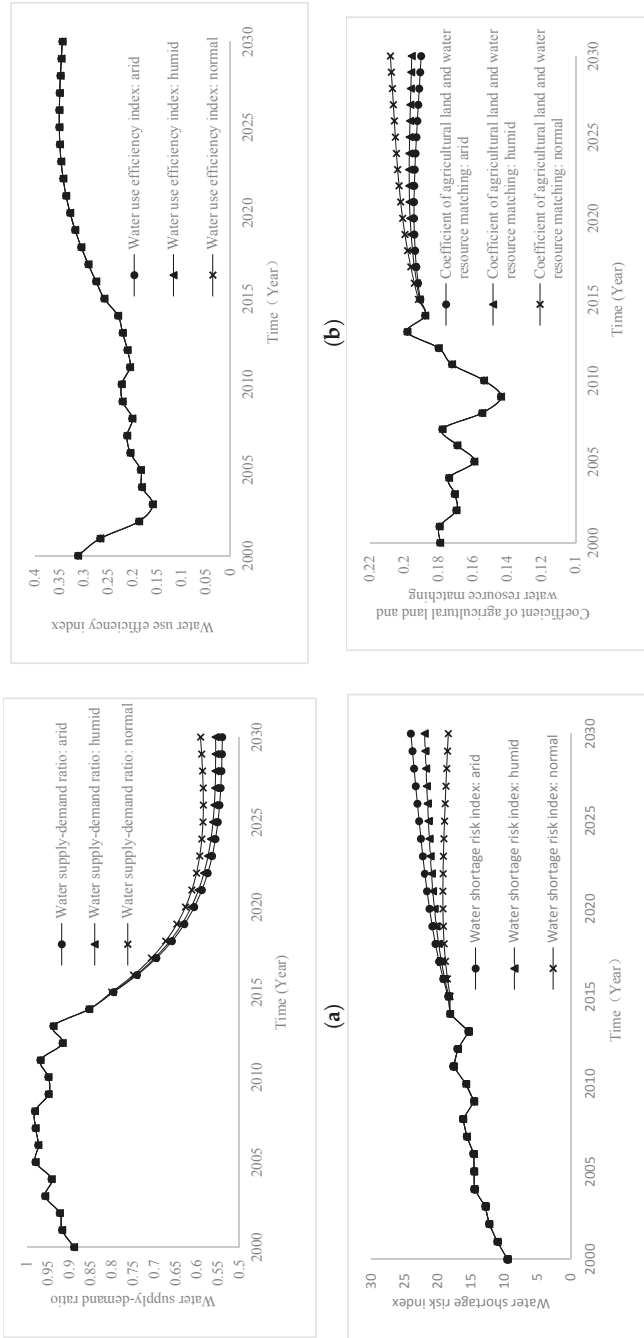 Water supply-demand ratio
1
0.95
0.9
0.85
0.8
0.75
0.7
0.65
0.6
0.55
0.5
2000 2005 2010 2015 2020 2025 2030
Time (Year)
Water supply-demand ratio: arid
Water supply-demand ratio: humid
Water supply-demand ratio: normal
(a)
Water use efficiency index
0.4
0.35
0.3
0.25
0.2
0.15
0.1
0.05
0
2000 2005 2010 2015 2020 2025 2030
Time（Year）
Water use efficiency index: arid
Water use efficiency index: humid
Water use efficiency index: normal
(b)
Water shortage risk index
30
25
20
15
10
5
0
2000 2005 2010 2015 2020 2025 2030
Time（Year）
Water shortage risk index: arid
Water shortage risk index: humid
Water shortage risk index: normal
Coefficient of agricultural land and
water resource matching
0.22
0.2
0.18
0.16
0.14
0.12
0.1
2000 2005 2010 2015 2020 2025 2030
Time (Year)
Coefficient of agricultural land and water
resource matching: arid
Coefficient of agricultural land and water
resource matching: humid
Coefficient of agricultural land and water
resource matching: normal